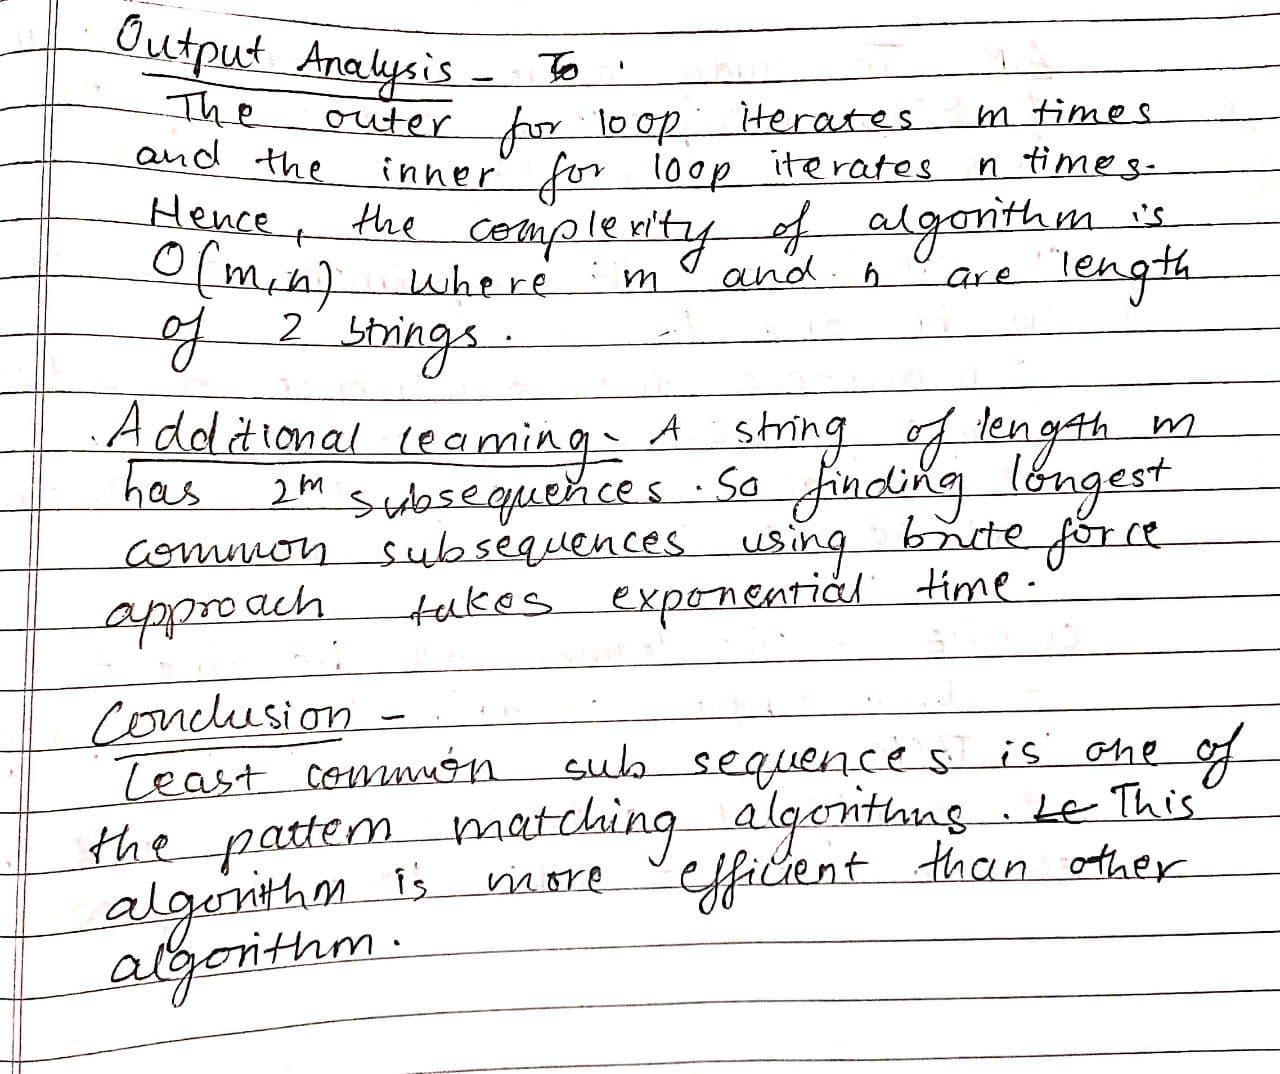 Output Analysis - To
The outer for loop iterates m times
and the inner for loop iterates n times.
Hence, the complexity of algorithm is
O(m,n) where m and n are length
of 2 strings.
Additional learning - A string of length m
has 2^m subsequences. So finding longest
common subsequences using brute force
approach takes exponential time.
Conclusion -
Least common sub sequences is one of
the pattern matching algorithms. Le This
algorithm is more efficient than other
algorithm.